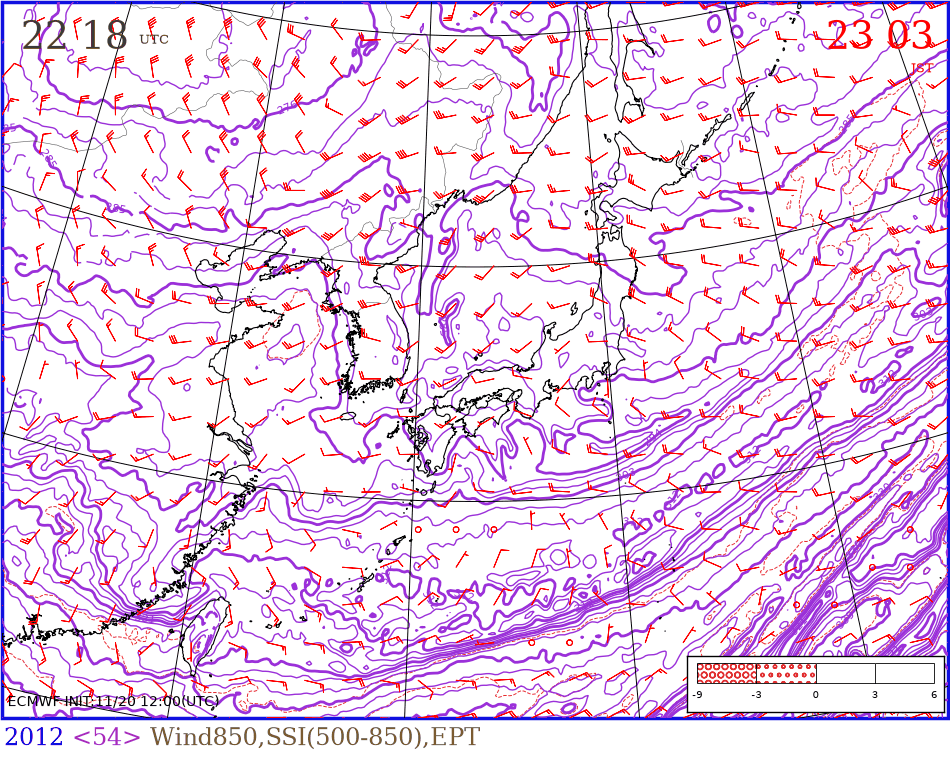 22 18 UTC
23 03
JST
ECMWF INIT:11/20 12:00(UTC)
-9 -3 0 3 6
2012 <54> Wind850,SSI(500-850),EPT